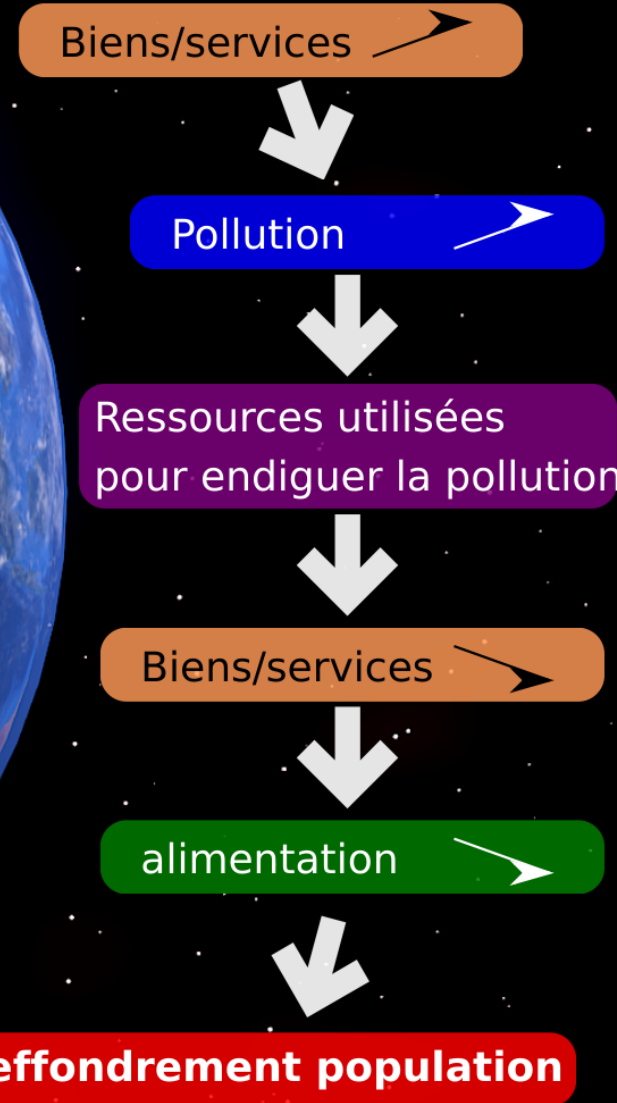 Biens/services
Pollution
Ressources utilisées
pour endiguer la pollution
Biens/services
alimentation
effondrement population